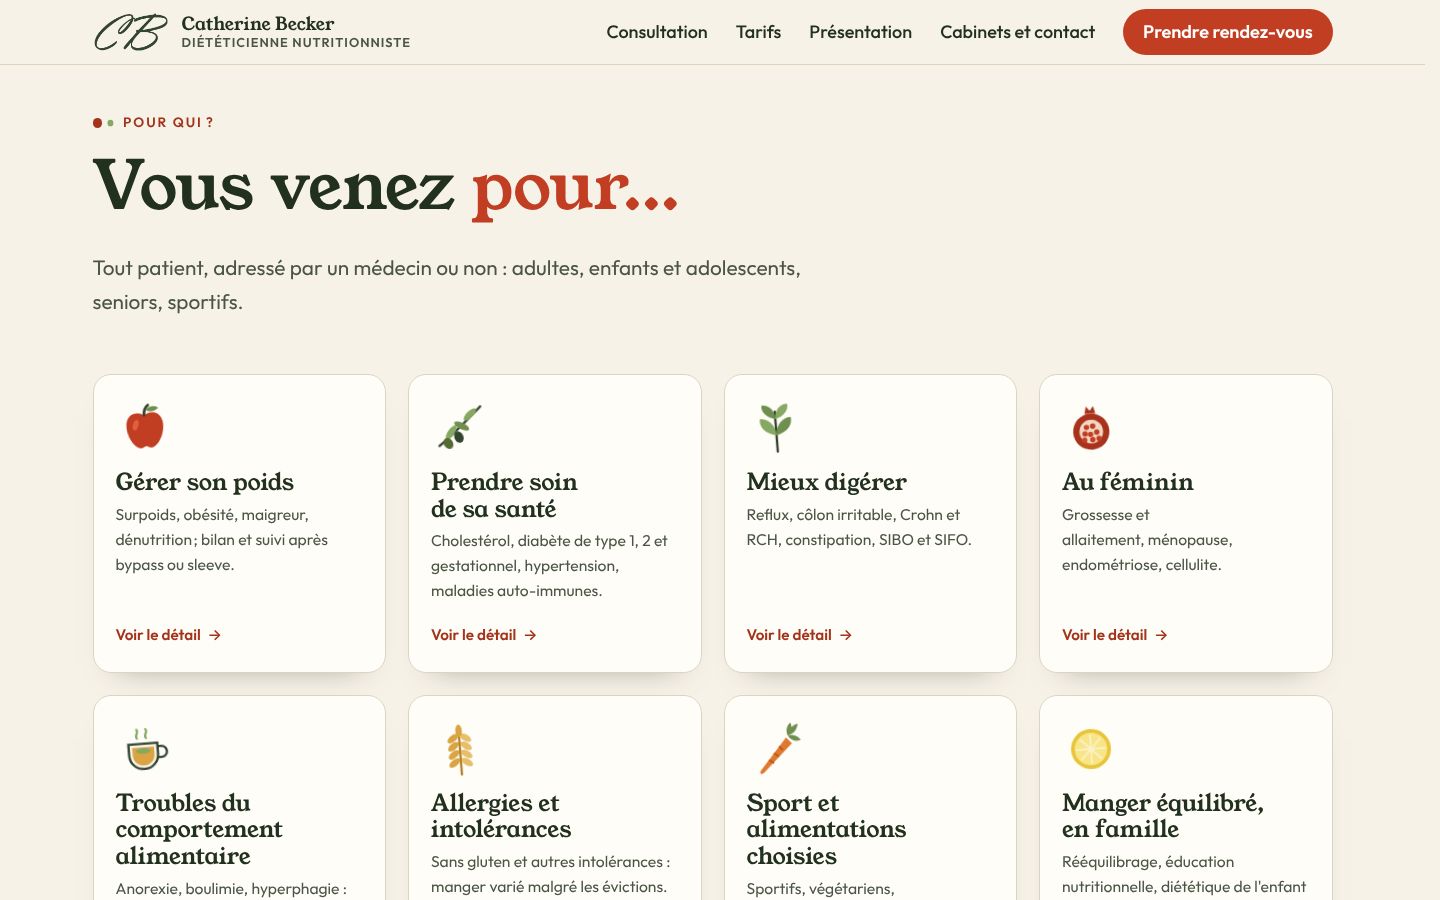 CB
Catherine Becker
DIÉTÉTICIENNE NUTRITIONNISTE
Consultation
Tarifs
Présentation
Cabinets et contact
Prendre rendez-vous
POUR QUI ?
Vous venez pour...
Tout patient, adressé par un médecin ou non : adultes, enfants et adolescents,
seniors, sportifs.
Gérer son poids
Surpoids, obésité, maigreur,
dénutrition ; bilan et suivi après
bypass ou sleeve.
Voir le détail →
Prendre soin
de sa santé
Cholestérol, diabète de type 1, 2 et
gestationnel, hypertension,
maladies auto-immunes.
Voir le détail →
Mieux digérer
Reflux, côlon irritable, Crohn et
RCH, constipation, SIBO et SIFO.
Voir le détail →
Au féminin
Grossesse et
allaitement, ménopause,
endométriose, cellulite.
Voir le détail →
Troubles du
comportement
alimentaire
Anorexie, boulimie, hyperphagie :
Allergies et
intolérances
Sans gluten et autres intolérances :
manger varié malgré les évictions.
Sport et
alimentations
choisies
Sportifs, végétariens,
Manger équilibré,
en famille
Rééquilibrage, éducation
nutritionnelle, diététique de l'enfant